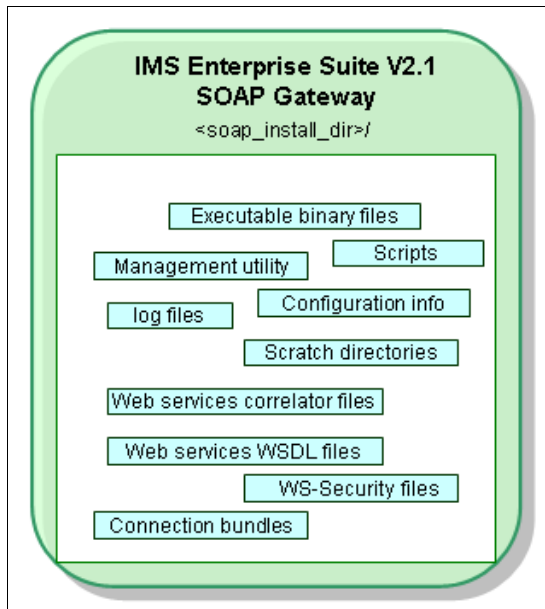 IMS Enterprise Suite V2.1
SOAP Gateway
<soap_install_dir>/
Executable binary files
Scripts
Management utility
Configuration info
log files
Scratch directories
Web services correlator files
Web services WSDL files
WS-Security files
Connection bundles